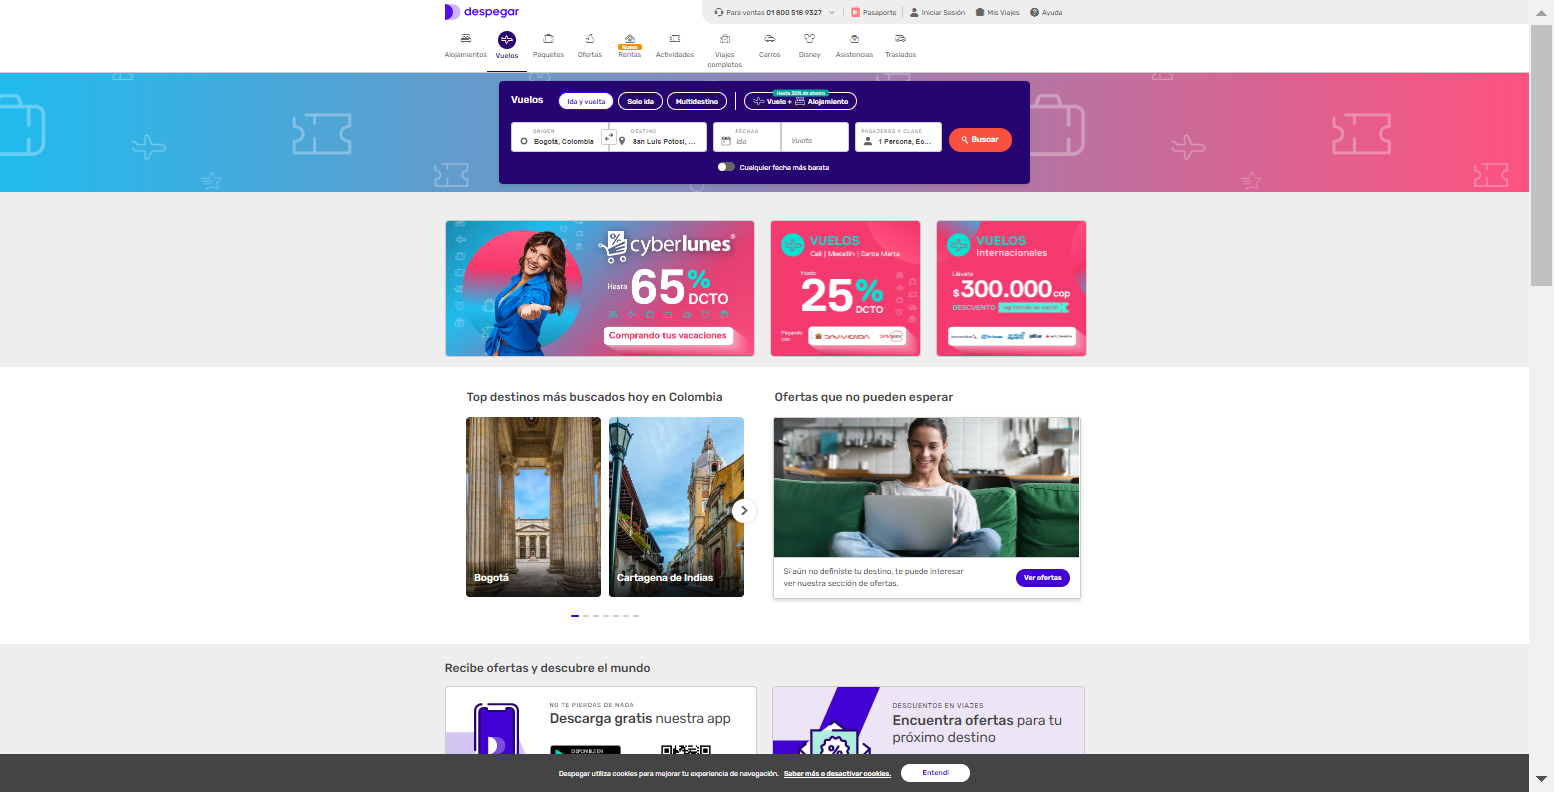 despegar
Para ventas 01 800 518 9327
Pasaporte
Iniciar Sesión
Mis Viajes
Ayuda
Alojamientos
Vuelos
Paquetes
Ofertas
Nuevo
Rentas
Actividades
Viajes
completos
Carros
Disney
Asistencias
Traslados
Vuelos
Ida y vuelta
Solo ida
Multidestino
Hasta 30% de ahorro
Vuelo + Alojamiento
ORIGEN
Bogotá, Colombia
DESTINO
San Luis Potosí, ...
FECHAS
Ida
Vuelta
PASAJEROS Y CLASE
1 Persona, Eo...
Buscar
Cualquier fecha más barata
% cyberlunes®
Hasta 65% DCTO
Comprando tus vacaciones
VUELOS
Cali | Medellín | Santa Marta
Hasta
25% DCTO
Pagando
con
DAVIVIENDA
VUELOS
Internacionales
Llévate
$300.000 cop
DESCUENTO
AIR CANADA
Top destinos más buscados hoy en Colombia
Bogotá
Cartagena de Indias
Ofertas que no pueden esperar
Si aún no definiste tu destino, te puede interesar
ver nuestra sección de ofertas.
Ver ofertas
Recibe ofertas y descubre el mundo
NO TE PIERDAS DE NADA
Descarga gratis nuestra app
DISPONIBLE EN
DESCUENTOS EN VIAJES
Encuentra ofertas para tu
próximo destino
%
Despegar utiliza cookies para mejorar tu experiencia de navegación. Saber más o desactivar cookies.
Entendí